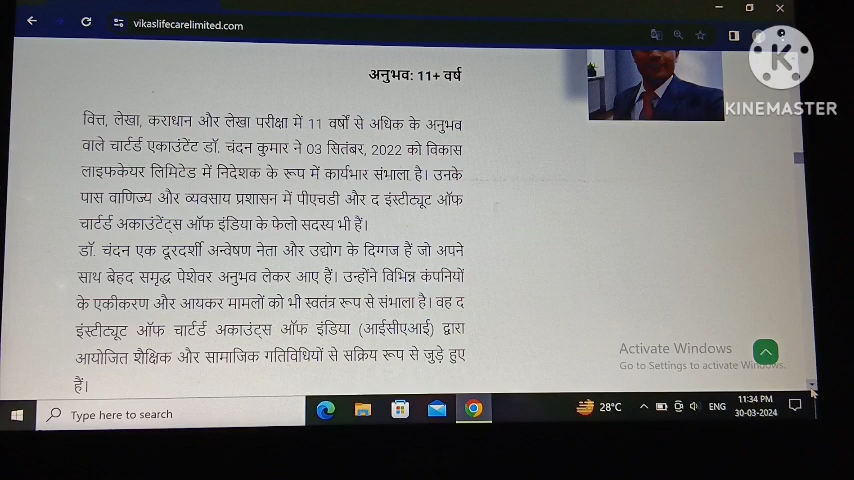 vikaslifecarelimited.com
K
KINEMASTER
अनुभव: 11+ वर्ष
वित्त, लेखा, कराधान और लेखा परीक्षा में 11 वर्षों से अधिक के अनुभव
वाले चार्टर्ड एकाउंटेंट डॉ. चंदन कुमार ने 03 सितंबर, 2022 को विकास
लाइफकेयर लिमिटेड में निदेशक के रूप में कार्यभार संभाला है। उनके
पास वाणिज्य और व्यवसाय प्रशासन में पीएचडी और द इंस्टीट्यूट ऑफ
चार्टर्ड अकाउंटेंट्स ऑफ इंडिया के फेलो सदस्य भी हैं।
डॉ. चंदन एक दूरदर्शी अन्वेषण नेता और उद्योग के दिग्गज हैं जो अपने
साथ बेहद समृद्ध पेशेवर अनुभव लेकर आए हैं। उन्होंने विभिन्न कंपनियों
के एकीकरण और आयकर मामलों को भी स्वतंत्र रूप से संभाला है। वह द
इंस्टीट्यूट ऑफ चार्टर्ड अकाउंट्स ऑफ इंडिया (आईसीएआई) द्वारा
आयोजित शैक्षिक और सामाजिक गतिविधियों से सक्रिय रूप से जुड़े हुए
हैं।
Activate Windows
Go to Settings to activate Windows.
Type here to search
28°C
ENG
11:34 PM
30-03-2024